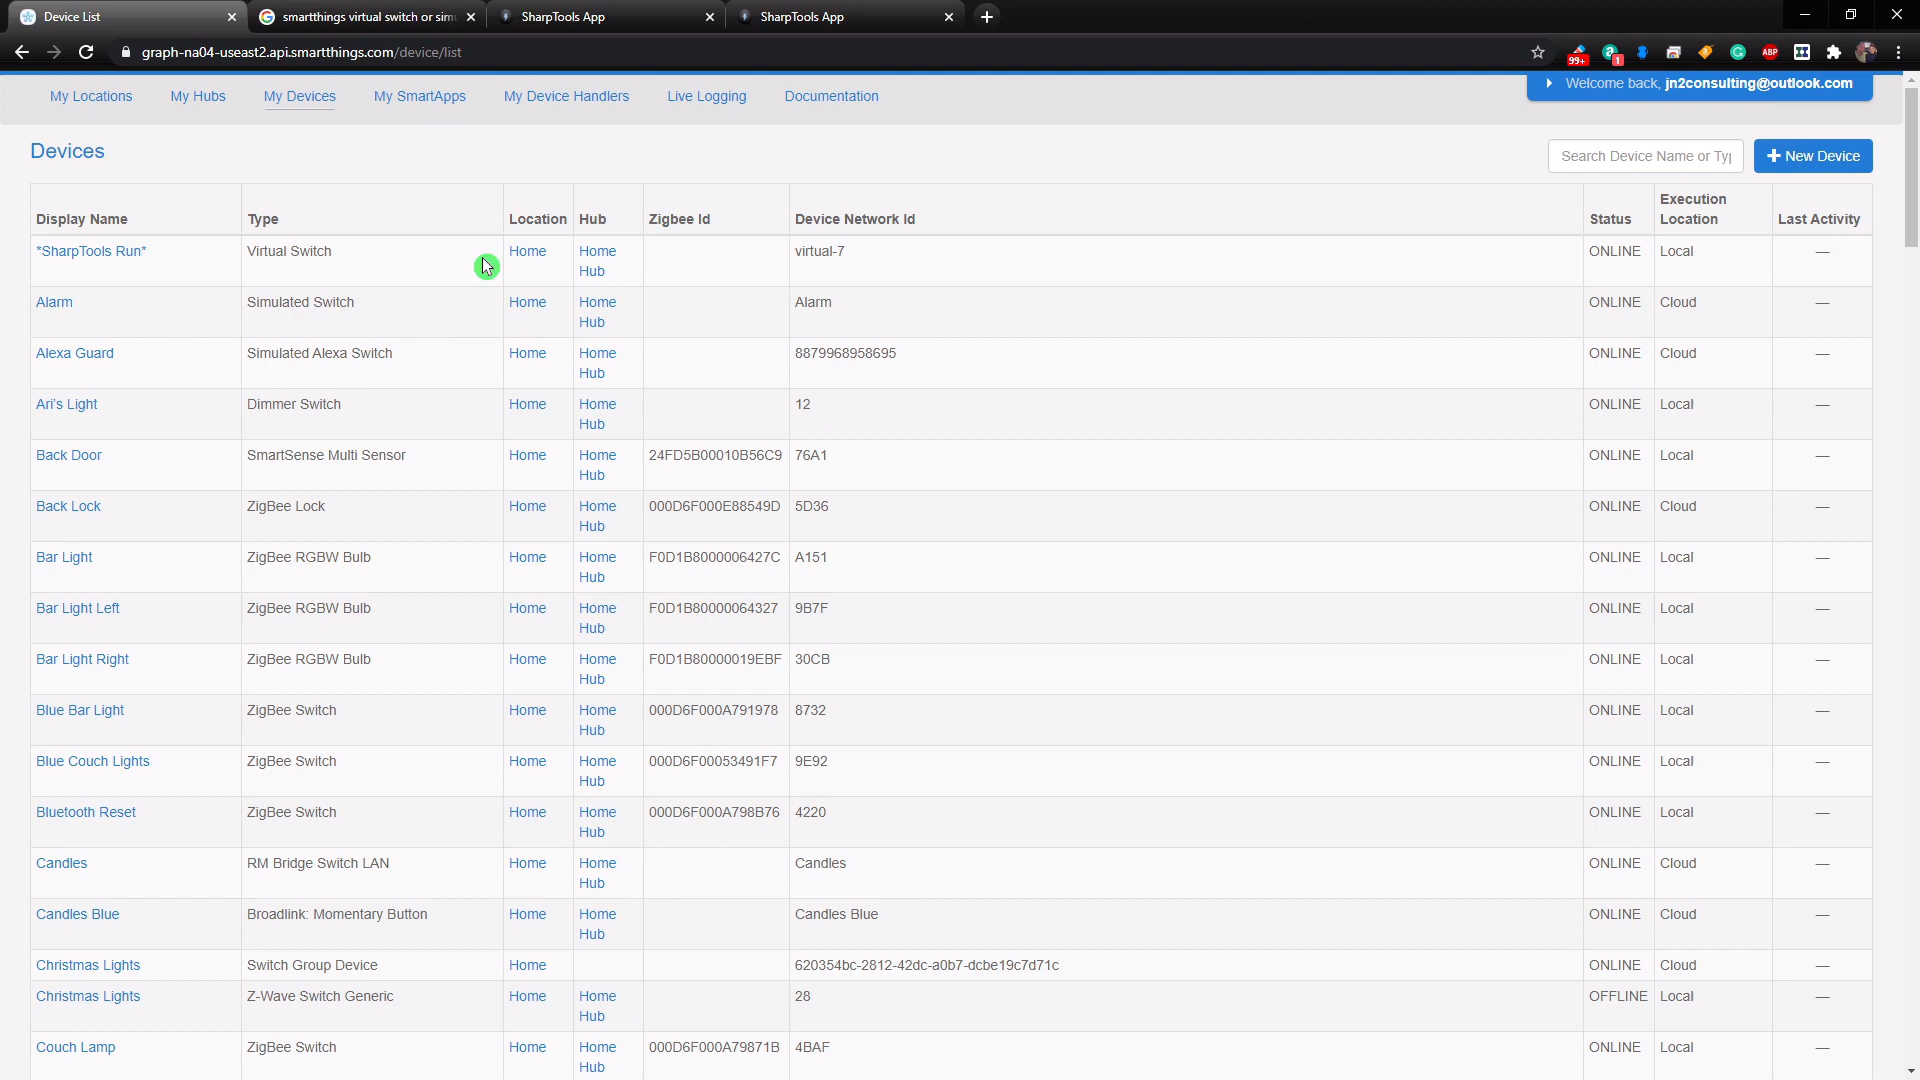 Device List
smartthings virtual switch or sim
SharpTools App
SharpTools App
graph-na04-useast2.api.smartthings.com/device/list
99+
1
ABP
My Locations My Hubs My Devices My SmartApps My Device Handlers Live Logging Documentation
Welcome back, jn2consulting@outlook.com
Devices
Search Device Name or Typ
+ New Device
Display Name Type Location Hub Zigbee Id Device Network Id Status Execution Location Last Activity
*SharpTools Run* Virtual Switch Home Home Hub virtual-7 ONLINE Local —
Alarm Simulated Switch Home Home Hub Alarm ONLINE Cloud —
Alexa Guard Simulated Alexa Switch Home Home Hub 8879968958695 ONLINE Cloud —
Ari's Light Dimmer Switch Home Home Hub 12 ONLINE Local —
Back Door SmartSense Multi Sensor Home Home Hub 24FD5B00010B56C9 76A1 ONLINE Local —
Back Lock ZigBee Lock Home Home Hub 000D6F000E88549D 5D36 ONLINE Cloud —
Bar Light ZigBee RGBW Bulb Home Home Hub F0D1B8000006427C A151 ONLINE Local —
Bar Light Left ZigBee RGBW Bulb Home Home Hub F0D1B80000064327 9B7F ONLINE Local —
Bar Light Right ZigBee RGBW Bulb Home Home Hub F0D1B80000019EBF 30CB ONLINE Local —
Blue Bar Light ZigBee Switch Home Home Hub 000D6F000A791978 8732 ONLINE Local —
Blue Couch Lights ZigBee Switch Home Home Hub 000D6F00053491F7 9E92 ONLINE Local —
Bluetooth Reset ZigBee Switch Home Home Hub 000D6F000A798B76 4220 ONLINE Local —
Candles RM Bridge Switch LAN Home Home Hub Candles ONLINE Cloud —
Candles Blue Broadlink: Momentary Button Home Home Hub Candles Blue ONLINE Cloud —
Christmas Lights Switch Group Device Home 620354bc-2812-42dc-a0b7-dcbe19c7d71c ONLINE Cloud —
Christmas Lights Z-Wave Switch Generic Home Home Hub 28 OFFLINE Local —
Couch Lamp ZigBee Switch Home Home Hub 000D6F000A79871B 4BAF ONLINE Local —